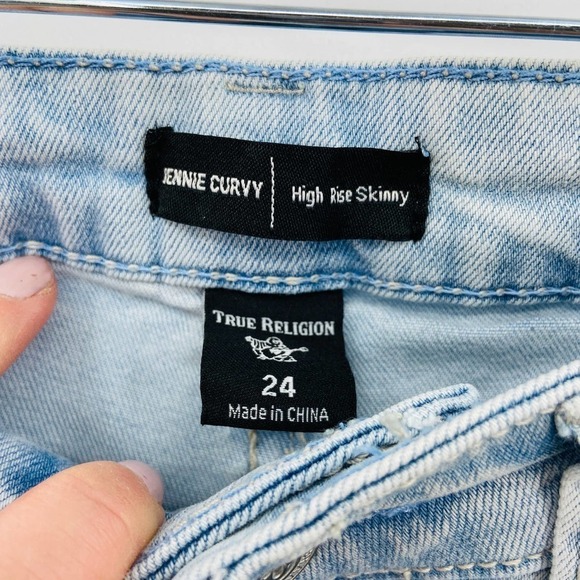 JENNIE CURVY | High Rise Skinny
TRUE RELIGION
24
Made in CHINA